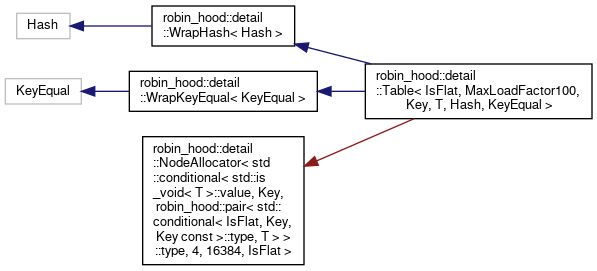 Hash
robin_hood::detail
::WrapHash< Hash >
KeyEqual
robin_hood::detail
::WrapKeyEqual< KeyEqual >
robin_hood::detail
::Table< IsFlat, MaxLoadFactor100,
Key, T, Hash, KeyEqual >
robin_hood::detail
::NodeAllocator< std
::conditional< std::is
_void< T >::value, Key,
robin_hood::pair< std::
conditional< IsFlat, Key,
Key const >::type, T > >
::type, 4, 16384, IsFlat >